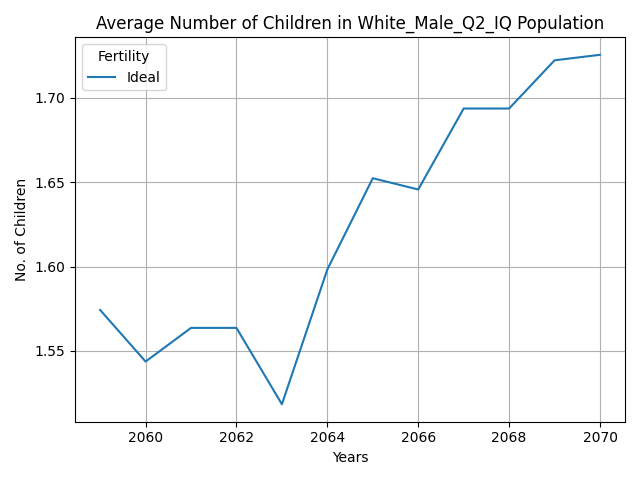 Average Number of Children in White_Male_Q2_IQ Population
Fertility
Ideal
1.70
1.65
1.60
1.55
No. of Children
2060 2062 2064 2066 2068 2070
Years